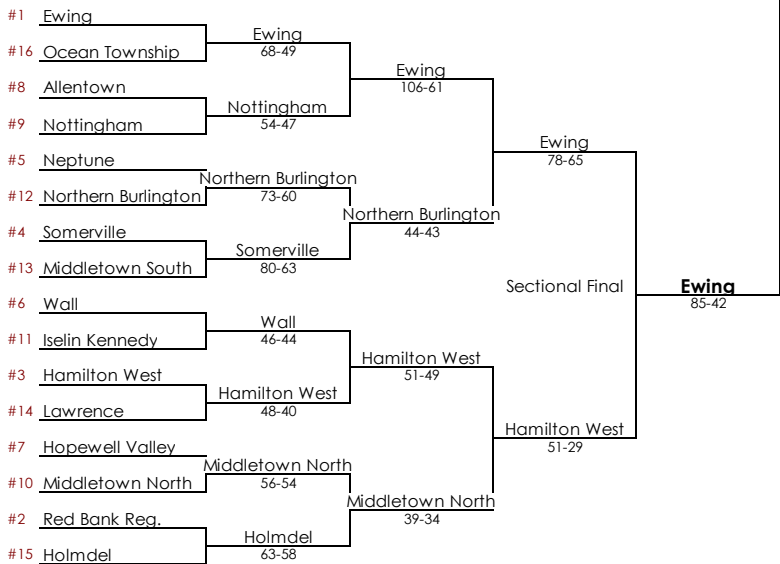 #1 Ewing
#16 Ocean Township
#8 Allentown
#9 Nottingham
#5 Neptune
#12 Northern Burlington
#4 Somerville
#13 Middletown South
#6 Wall
#11 Iselin Kennedy
#3 Hamilton West
#14 Lawrence
#7 Hopewell Valley
#10 Middletown North
#2 Red Bank Reg.
#15 Holmdel
Ewing
68-49
Nottingham
54-47
Northern Burlington
73-60
Somerville
80-63
Wall
46-44
Hamilton West
48-40
Middletown North
56-54
Holmdel
63-58
Ewing
106-61
Northern Burlington
44-43
Hamilton West
51-49
Middletown North
39-34
Ewing
78-65
Sectional Final
Hamilton West
51-29
Ewing
85-42